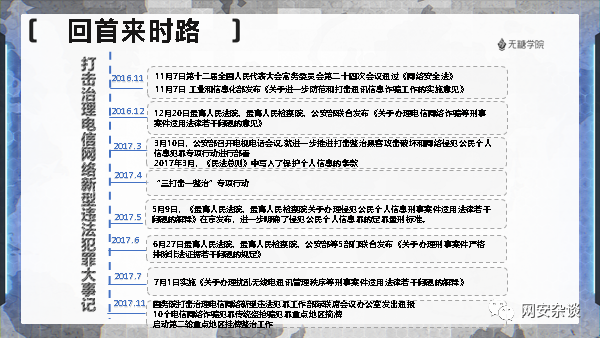 [ 回首来时路 ]
无糖学院
打击治理电信网络新型违法犯罪大事记
2016.11
11月7日第十二届全国人民代表大会常务委员会第二十四次会议通过《网络安全法》
11月7日 工业和信息化部发布《关于进一步防范和打击通讯信息诈骗工作的实施意见》
2016.12
12月20日最高人民法院、最高人民检察院、公安部联合发布《关于办理电信网络诈骗等刑事
案件适用法律若干问题的意见》
2017.3
3月10日，公安部召开电视电话会议,就进一步推进打击整治黑客攻击破坏和网络侵犯公民个人
信息犯罪专项行动进行部署
2017年3月，《民法总则》中写入了保护个人信息的条款
2017.4
“三打击一整治”专项行动
2017.5
5月9日，《最高人民法院、最高人民检察院关于办理侵犯公民个人信息刑事案件适用法律若干
问题的解释》在京发布，进一步明确了侵犯公民个人信息罪的定罪量刑标准。
2017.6
6月27日最高人民法院、最高人民检察院、公安部等5部门联合发布《关于办理刑事案件严格
排除非法证据若干问题的规定》
2017.7
7月1日实施《关于办理扰乱无线电通讯管理秩序等刑事案件适用法律若干问题的解释》
2017.11
国务院打击治理电信网络新型违法犯罪工作部际联席会议办公室发出通报
10个电信网络诈骗犯罪传统盗抢骗犯罪重点地区摘牌
启动第二轮重点地区挂牌整治工作
网安杂谈